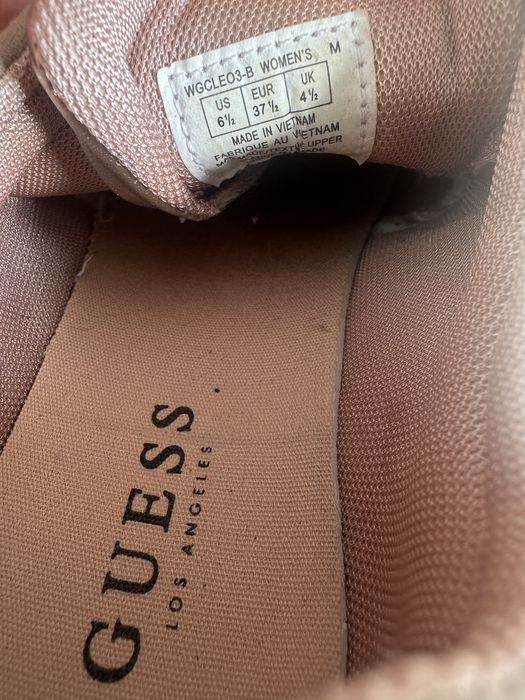 WGCLEO3-B WOMEN'S M
US EUR UK
6½ 37½ 4½
MADE IN VIETNAM
FABRIQUE AU VIETNAM
UPPER
GUESS
LOS ANGELES